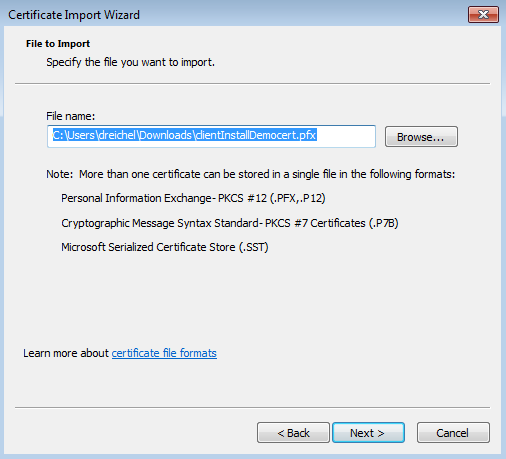 Certificate Import Wizard
File to Import
Specify the file you want to import.
File name:
C:\Users\dreichel\Downloads\clientInstallDemocert.pfx
Browse...
Note: More than one certificate can be stored in a single file in the following formats:
Personal Information Exchange- PKCS #12 (.PFX,.P12)
Cryptographic Message Syntax Standard- PKCS #7 Certificates (.P7B)
Microsoft Serialized Certificate Store (.SST)
Learn more about certificate file formats
< Back
Next >
Cancel